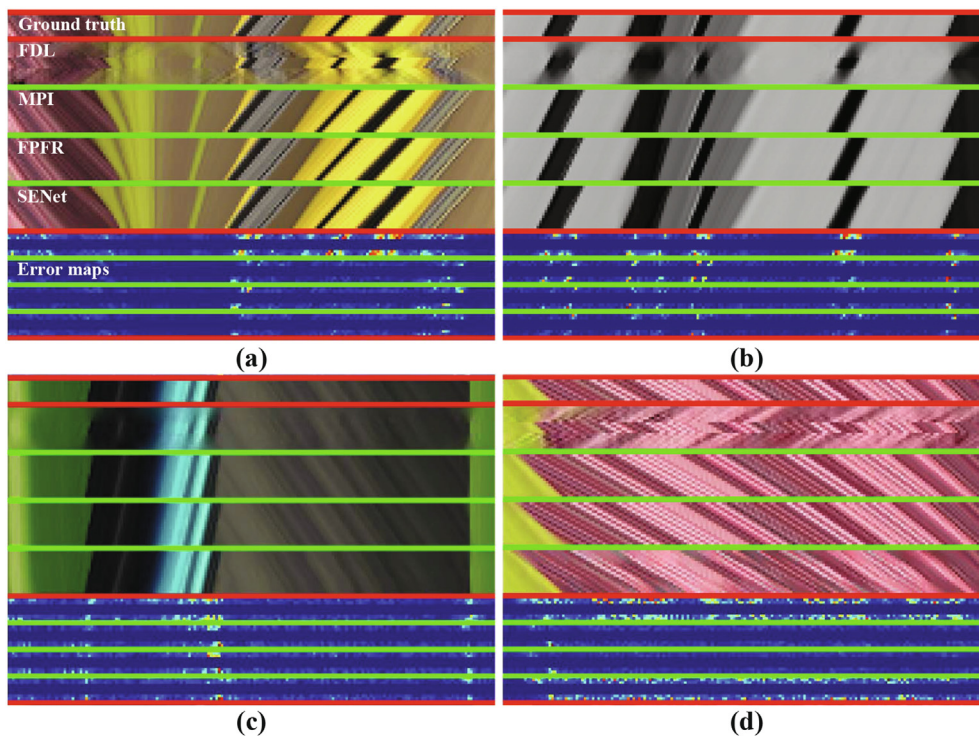 Ground truth
FDL
MPI
FPFR
SENet
Error maps
(a)
(b)
(c)
(d)